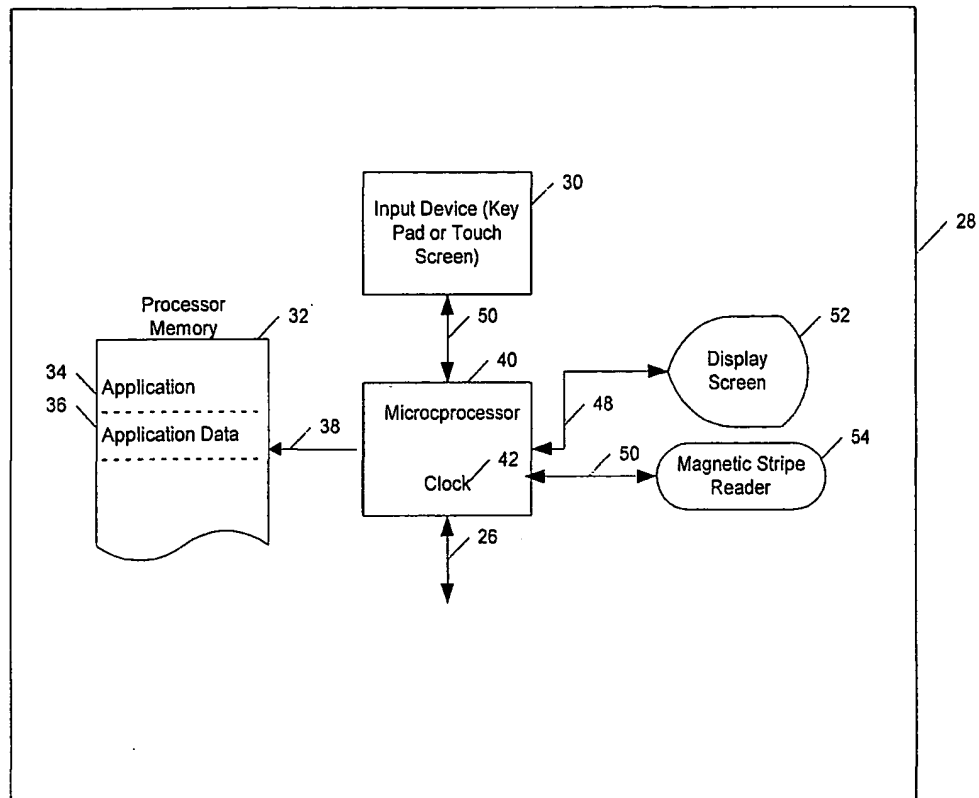 30
Input Device (Key
Pad or Touch
Screen)
28
Processor
Memory
32
50
52
34
Application
40
Display
Screen
36
Application Data
38
Microcprocessor
48
54
42
Clock
50
Magnetic Stripe
Reader
26